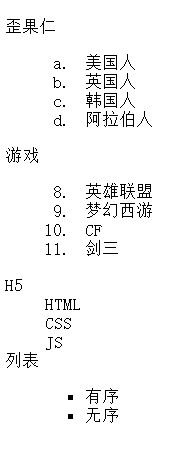 歪果仁
a. 美国人
b. 英国人
c. 韩国人
d. 阿拉伯人
游戏
8. 英雄联盟
9. 梦幻西游
10. CF
11. 剑三
H5
HTML
CSS
JS
列表
▪ 有序
▪ 无序